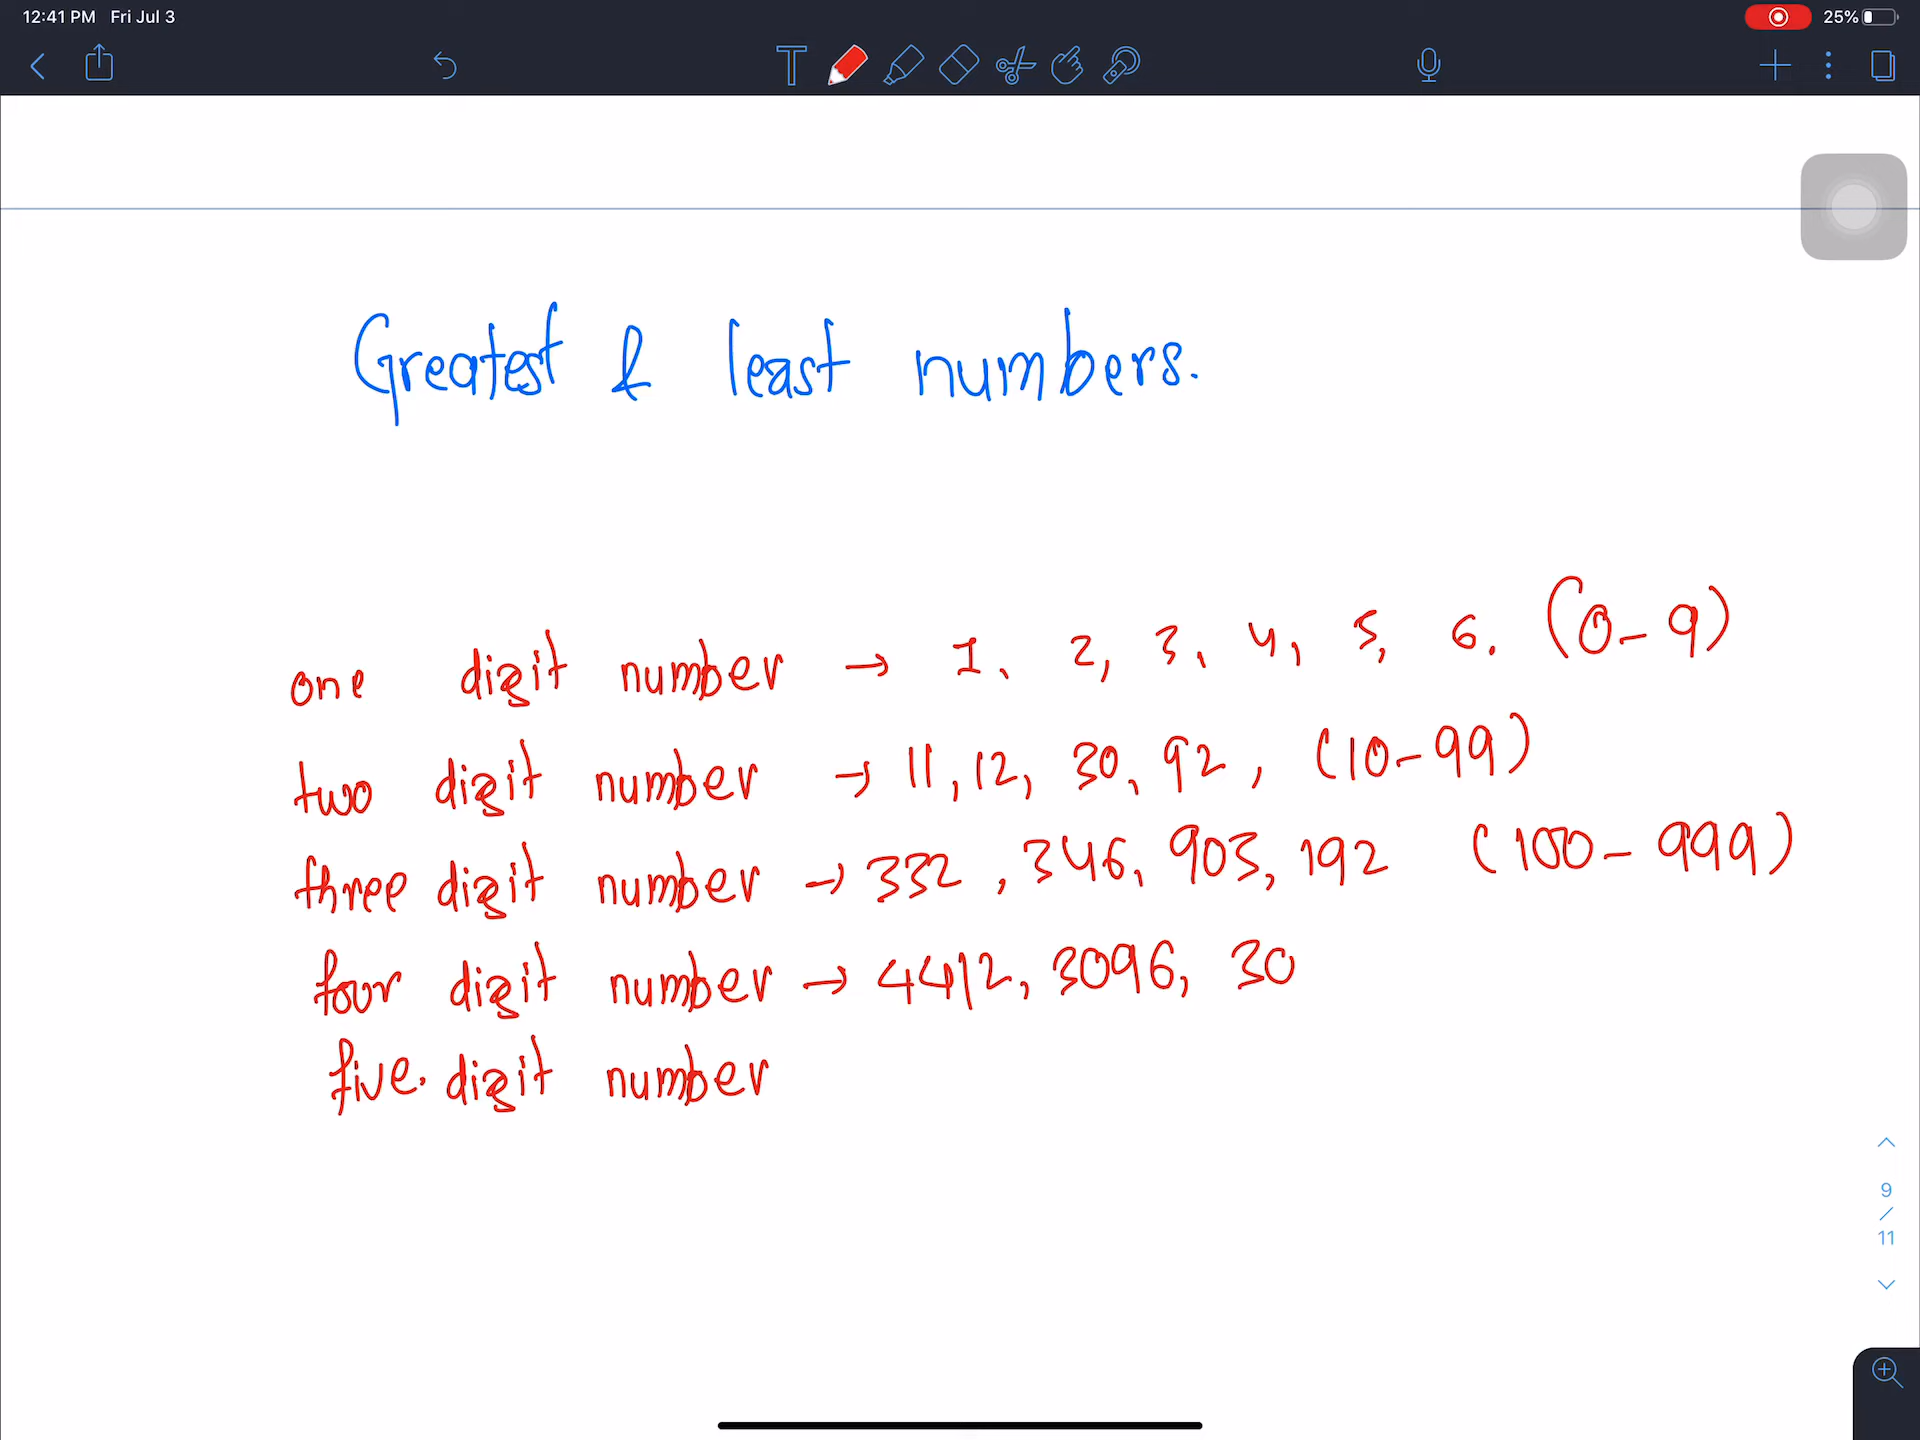 12:41 PM Fri Jul 3
25%
Greatest & least numbers.
one digit number → 1, 2, 3, 4, 5, 6. (0-9)
two digit number → 11, 12, 30, 92, (10-99)
three digit number → 332, 346, 903, 192 (100-999)
four digit number → 4412, 3096, 30
five. digit number
9
/
11